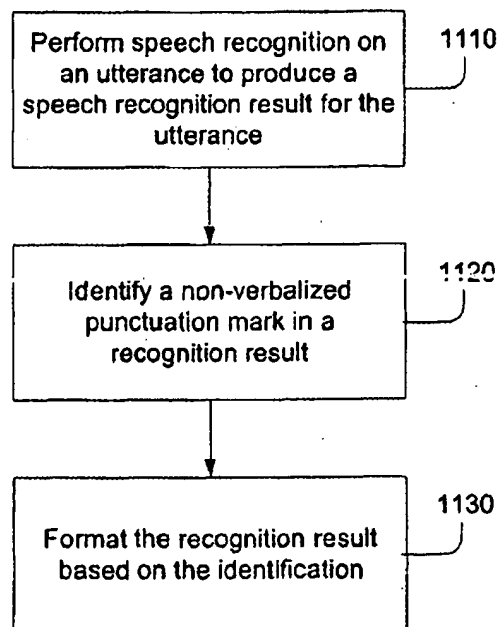 Perform speech recognition on
an utterance to produce a
speech recognition result for the
utterance
1110
Identify a non-verbalized
punctuation mark in a
recognition result
1120
Format the recognition result
based on the identification
1130